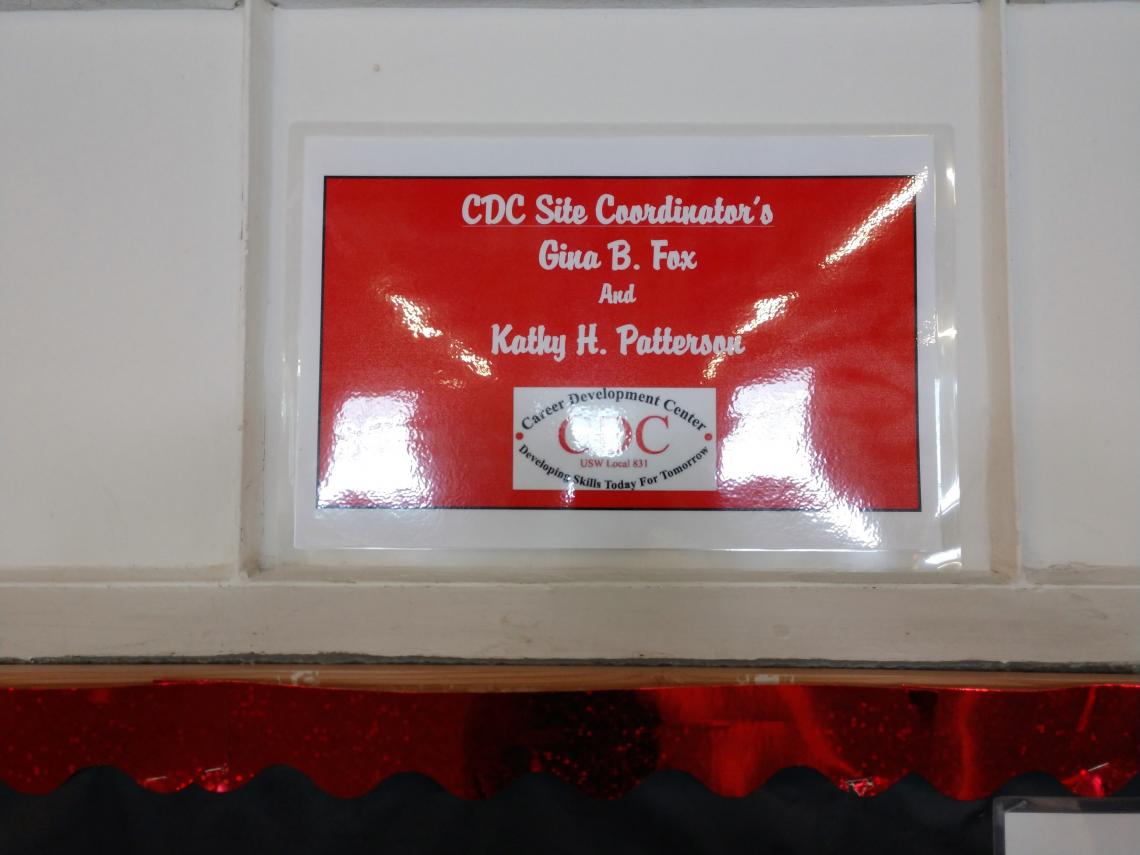 CDC Site Coordinator's
Gina B. Fox
And
Kathy H. Patterson
Career Development Center
CDC
USW Local 831
Developing Skills Today For Tomorrow